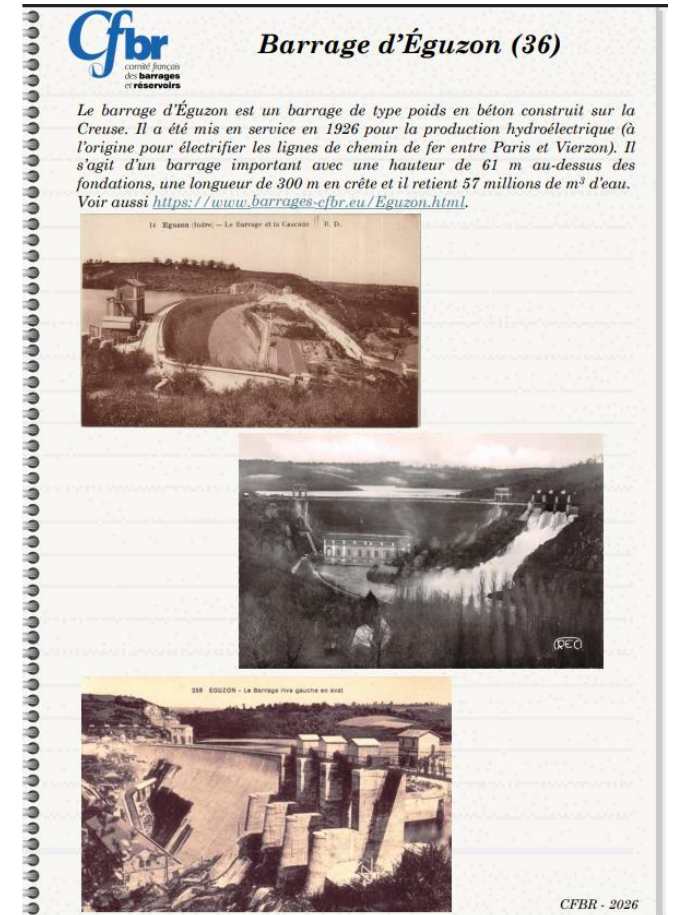 Cfbr
comité français
des barrages
et réservoirs
Barrage d'Éguzon (36)
Le barrage d'Éguzon est un barrage de type poids en béton construit sur la
Creuse. Il a été mis en service en 1926 pour la production hydroélectrique (à
l'origine pour électrifier les lignes de chemin de fer entre Paris et Vierzon). Il
s'agit d'un barrage important avec une hauteur de 61 m au-dessus des
fondations, une longueur de 300 m en crête et il retient 57 millions de m³ d'eau.
Voir aussi https://www.barrages-cfbr.eu/Eguzon.html.
14 Eguzon (Indre) — Le Barrage et la Cascade R. D.
REC
258 EGUZON - Le Barrage rive gauche en aval
CFBR - 2026